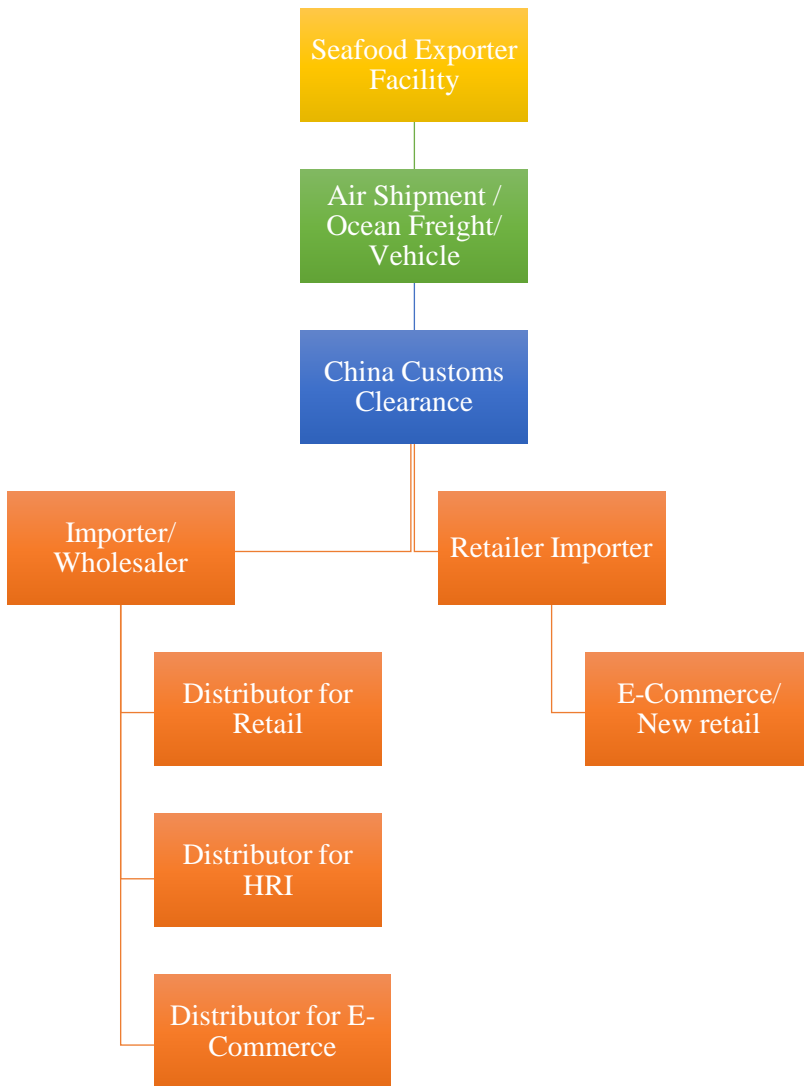 Seafood Exporter
Facility
Air Shipment /
Ocean Freight/
Vehicle
China Customs
Clearance
Importer/
Wholesaler
Retailer Importer
Distributor for
Retail
E-Commerce/
New retail
Distributor for
HRI
Distributor for E-
Commerce